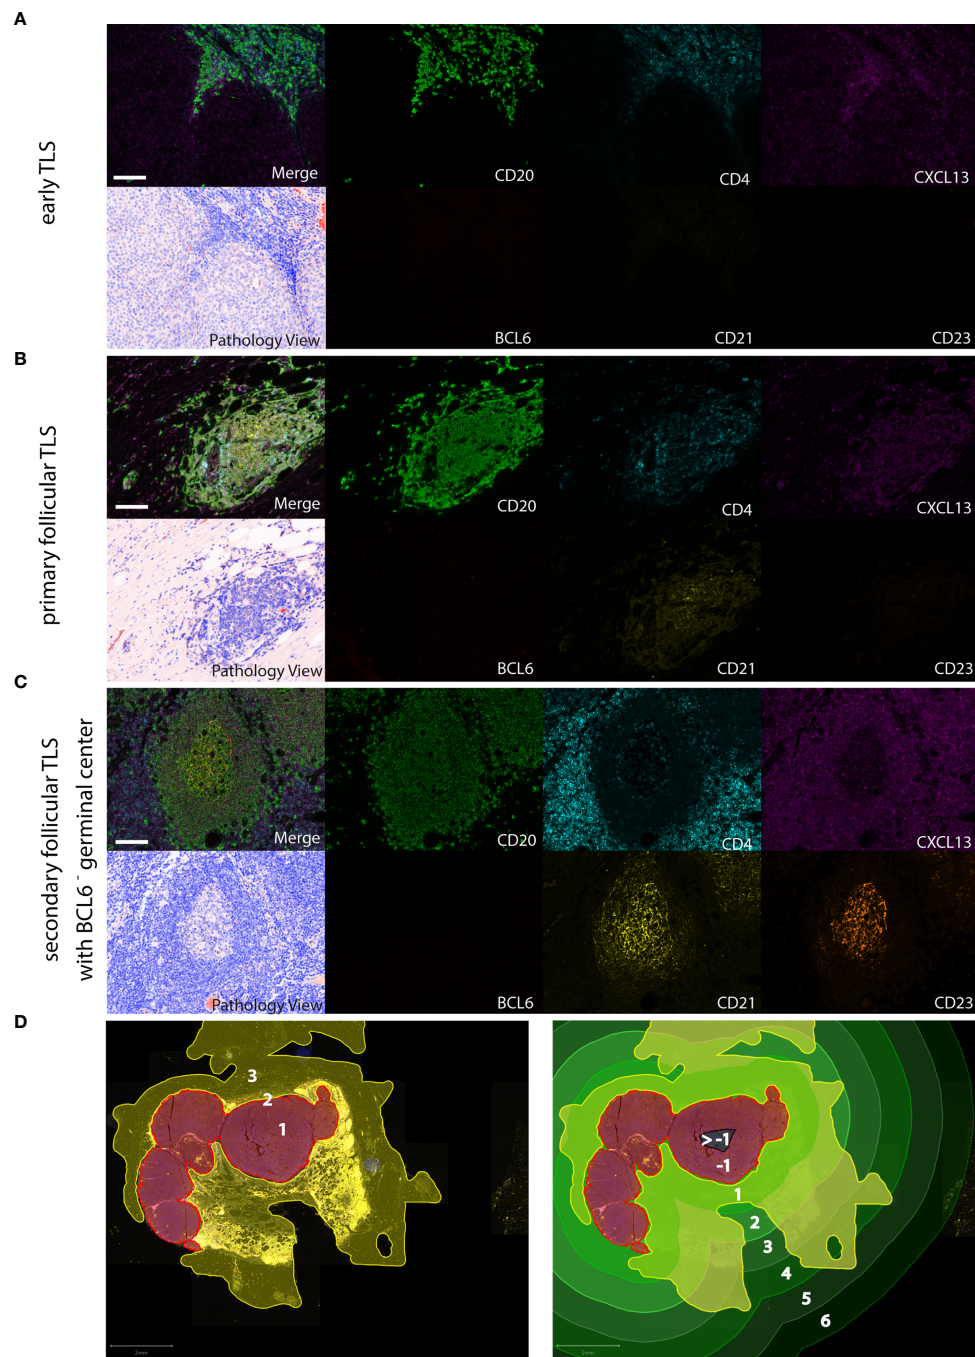 A
early TLS
Merge
CD20
CD4
CXCL13
Pathology View
BCL6
CD21
CD23
B
primary follicular TLS
Merge
CD20
CD4
CXCL13
Pathology View
BCL6
CD21
CD23
C
secondary follicular TLS
with BCL6⁻ germinal center
Merge
CD20
CD4
CXCL13
Pathology View
BCL6
CD21
CD23
D
3
2
1
2mm
> -1
-1
1
2
3
4
5
6
2mm